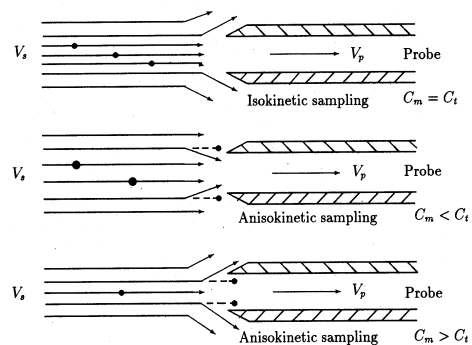 V_s V_p Probe
Isokinetic sampling C_m = C_t
V_s V_p Probe
Anisokinetic sampling C_m < C_t
V_s V_p Probe
Anisokinetic sampling C_m > C_t